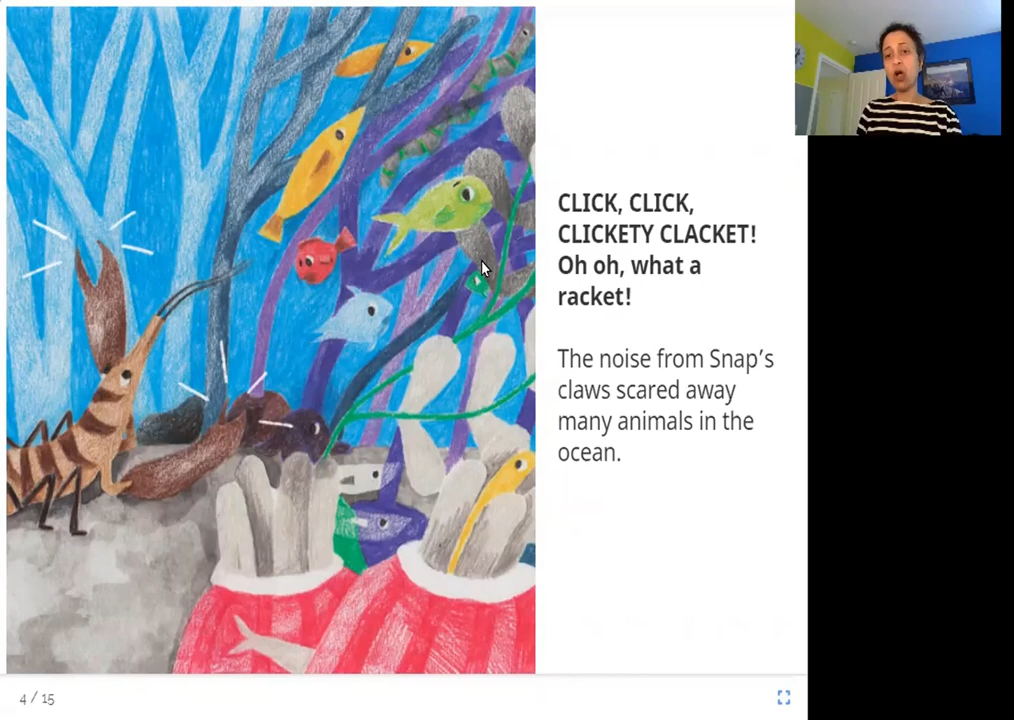 CLICK, CLICK,
CLICKETY CLACKET!
Oh oh, what a
racket!
The noise from Snap’s
claws scared away
many animals in the
ocean.
4 / 15